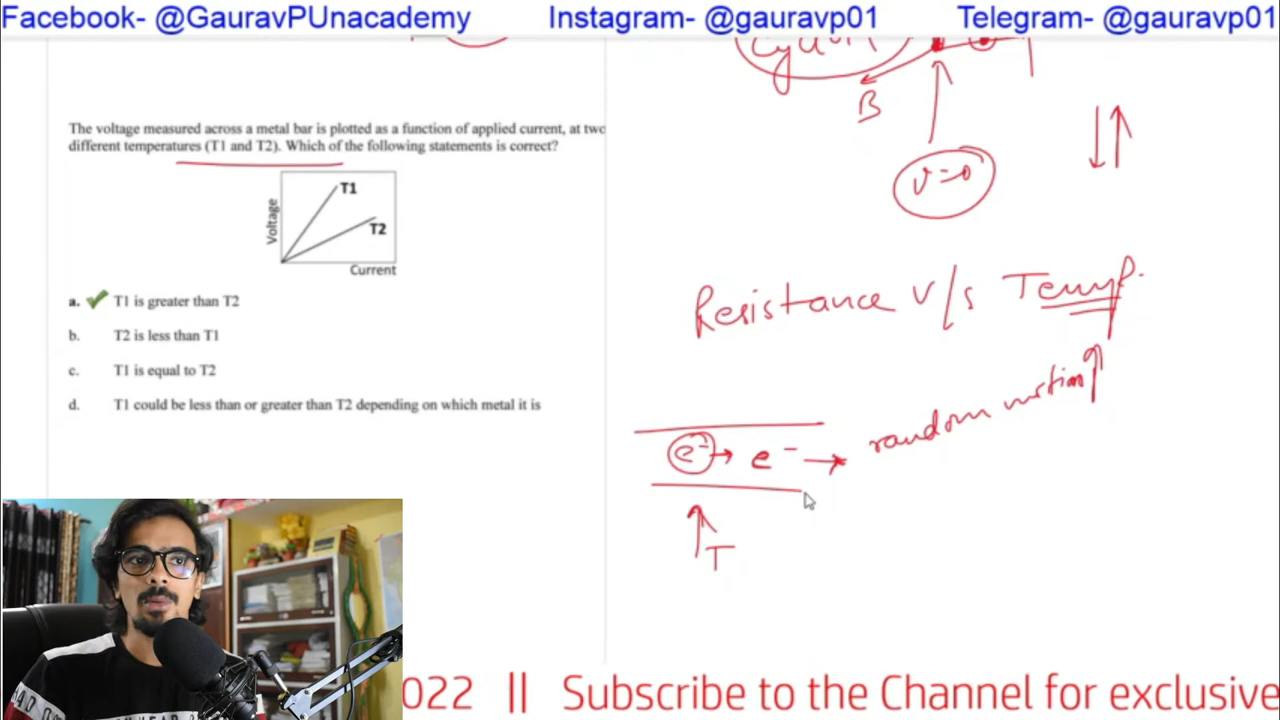 Facebook- @GauravPUnacademy Instagram- @gauravp01 Telegram- @gauravp01
B
The voltage measured across a metal bar is plotted as a function of applied current, at two
different temperatures (T1 and T2). Which of the following statements is correct?
V=0
T1
T2
Voltage
Current
Resistance v/s Temp.
a. T1 is greater than T2
b. T2 is less than T1
c. T1 is equal to T2
d. T1 could be less than or greater than T2 depending on which metal it is
random motion
e- → e- →
T
022 || Subscribe to the Channel for exclusive